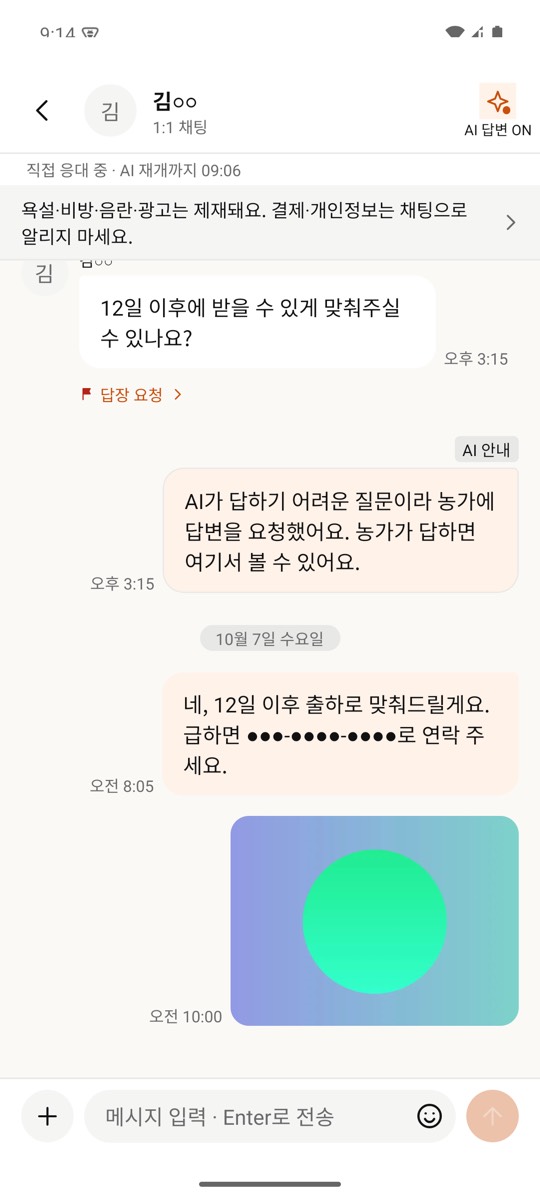 9:14
김
김○○
1:1 채팅
AI 답변 ON
직접 응대 중 · AI 재개까지 09:06
욕설·비방·음란·광고는 제재돼요. 결제·개인정보는 채팅으로
알리지 마세요.
김
김○○
12일 이후에 받을 수 있게 맞춰주실
수 있나요?
오후 3:15
답장 요청
AI 안내
AI가 답하기 어려운 질문이라 농가에
답변을 요청했어요. 농가가 답하면
여기서 볼 수 있어요.
오후 3:15
10월 7일 수요일
네, 12일 이후 출하로 맞춰드릴게요.
급하면 ●●●-●●●●-●●●●로 연락 주
세요.
오전 8:05
오전 10:00
메시지 입력 · Enter로 전송